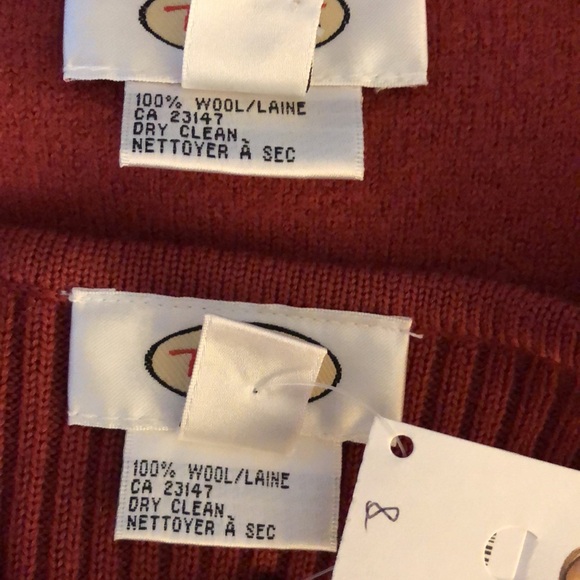 100% WOOL/LAINE
CA 23147
DRY CLEAN
NETTOYER À SEC
100% WOOL/LAINE
CA 23147
DRY CLEAN
NETTOYER À SEC
8